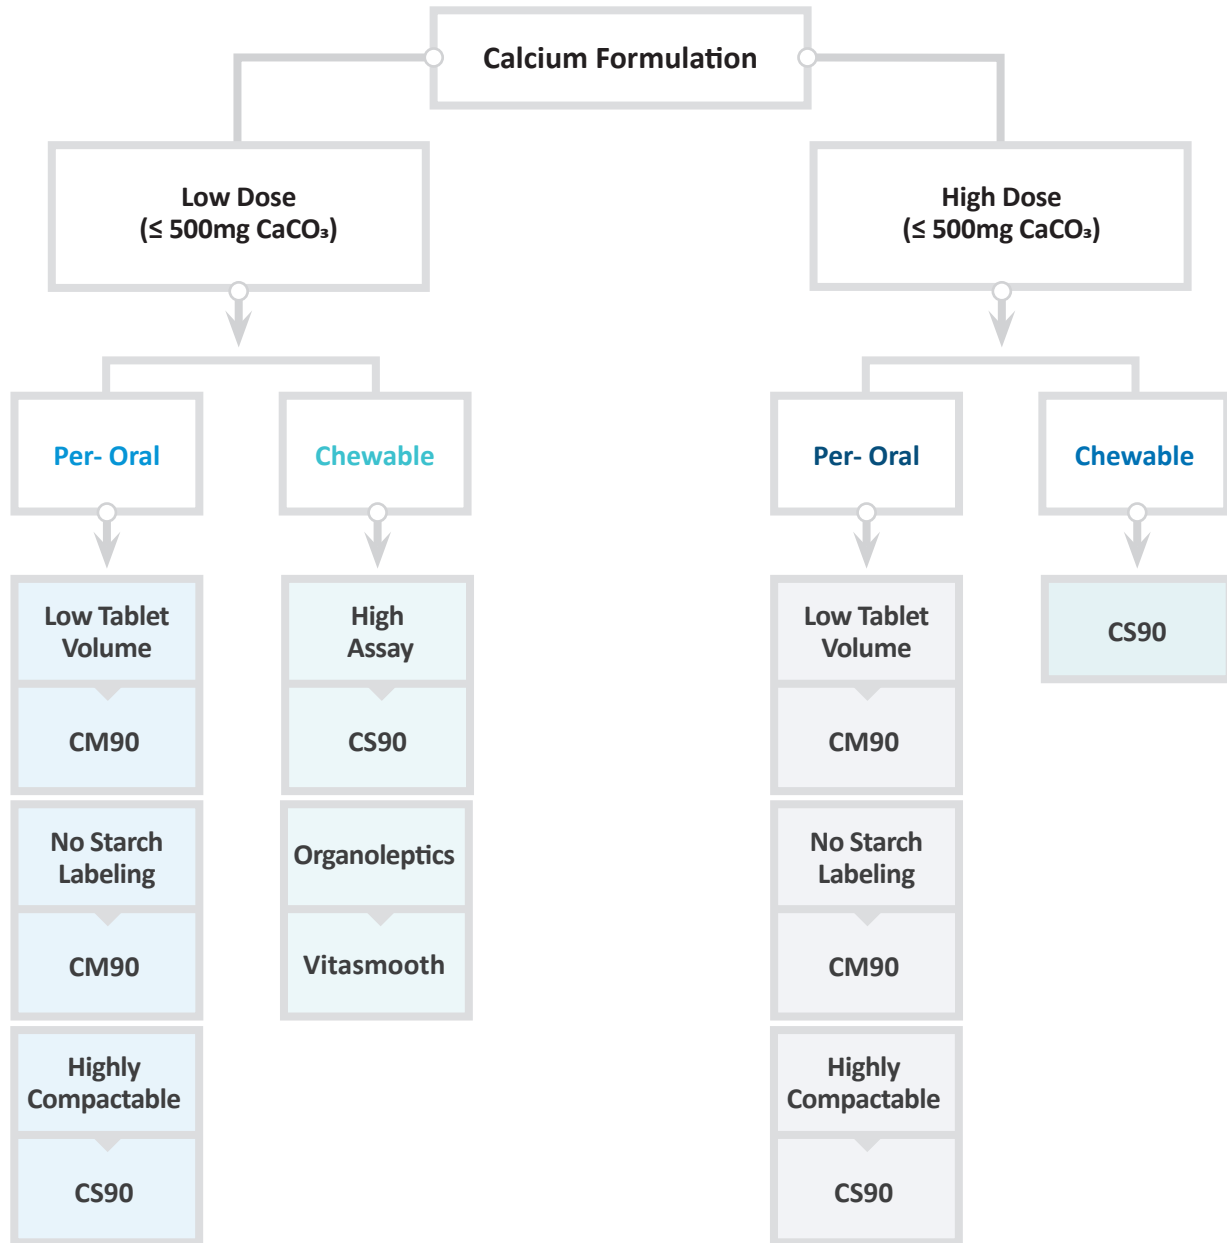 Calcium Formulation
Low Dose
(≤ 500mg CaCO₃)
High Dose
(≤ 500mg CaCO₃)
Per- Oral
Chewable
Per- Oral
Chewable
Low Tablet
Volume
CM90
No Starch
Labeling
CM90
Highly
Compactable
CS90
High
Assay
CS90
Organoleptics
Vitasmooth
Low Tablet
Volume
CM90
No Starch
Labeling
CM90
Highly
Compactable
CS90
CS90